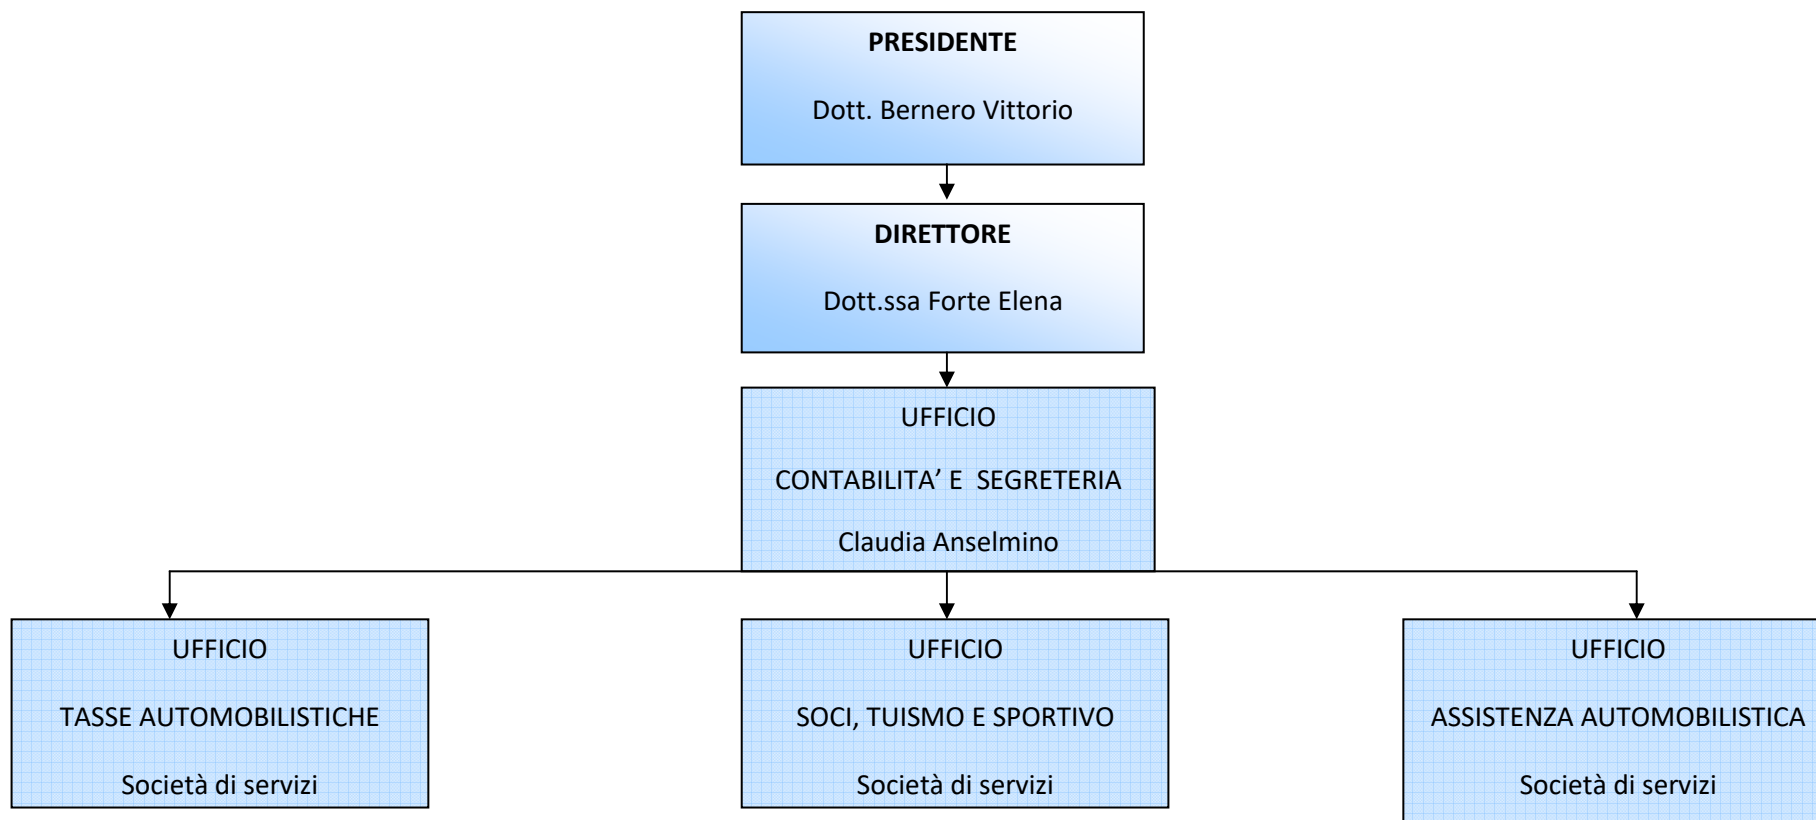 PRESIDENTE
Dott. Bernero Vittorio
DIRETTORE
Dott.ssa Forte Elena
UFFICIO
CONTABILITA’ E  SEGRETERIA
Claudia Anselmino
UFFICIO
TASSE AUTOMOBILISTICHE
Società di servizi
UFFICIO
SOCI, TUISMO E SPORTIVO
Società di servizi
UFFICIO
ASSISTENZA AUTOMOBILISTICA
Società di servizi